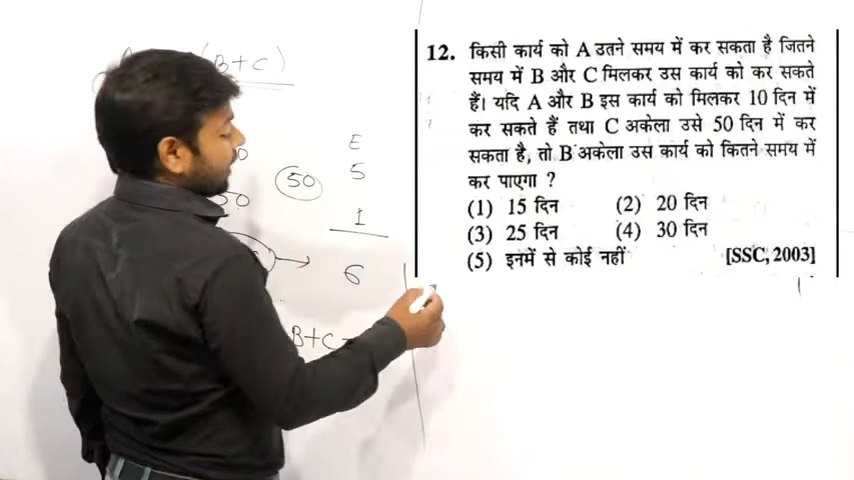 B+C)
E
50
5
50
1
6
B+C
12. किसी कार्य को A उतने समय में कर सकता है जितने
समय में B और C मिलकर उस कार्य को कर सकते
हैं। यदि A और B इस कार्य को मिलकर 10 दिन में
कर सकते हैं तथा C अकेला उसे 50 दिन में कर
सकता है, तो B अकेला उस कार्य को कितने समय में
कर पाएगा ?
(1) 15 दिन (2) 20 दिन
(3) 25 दिन (4) 30 दिन
(5) इनमें से कोई नहीं [SSC, 2003]